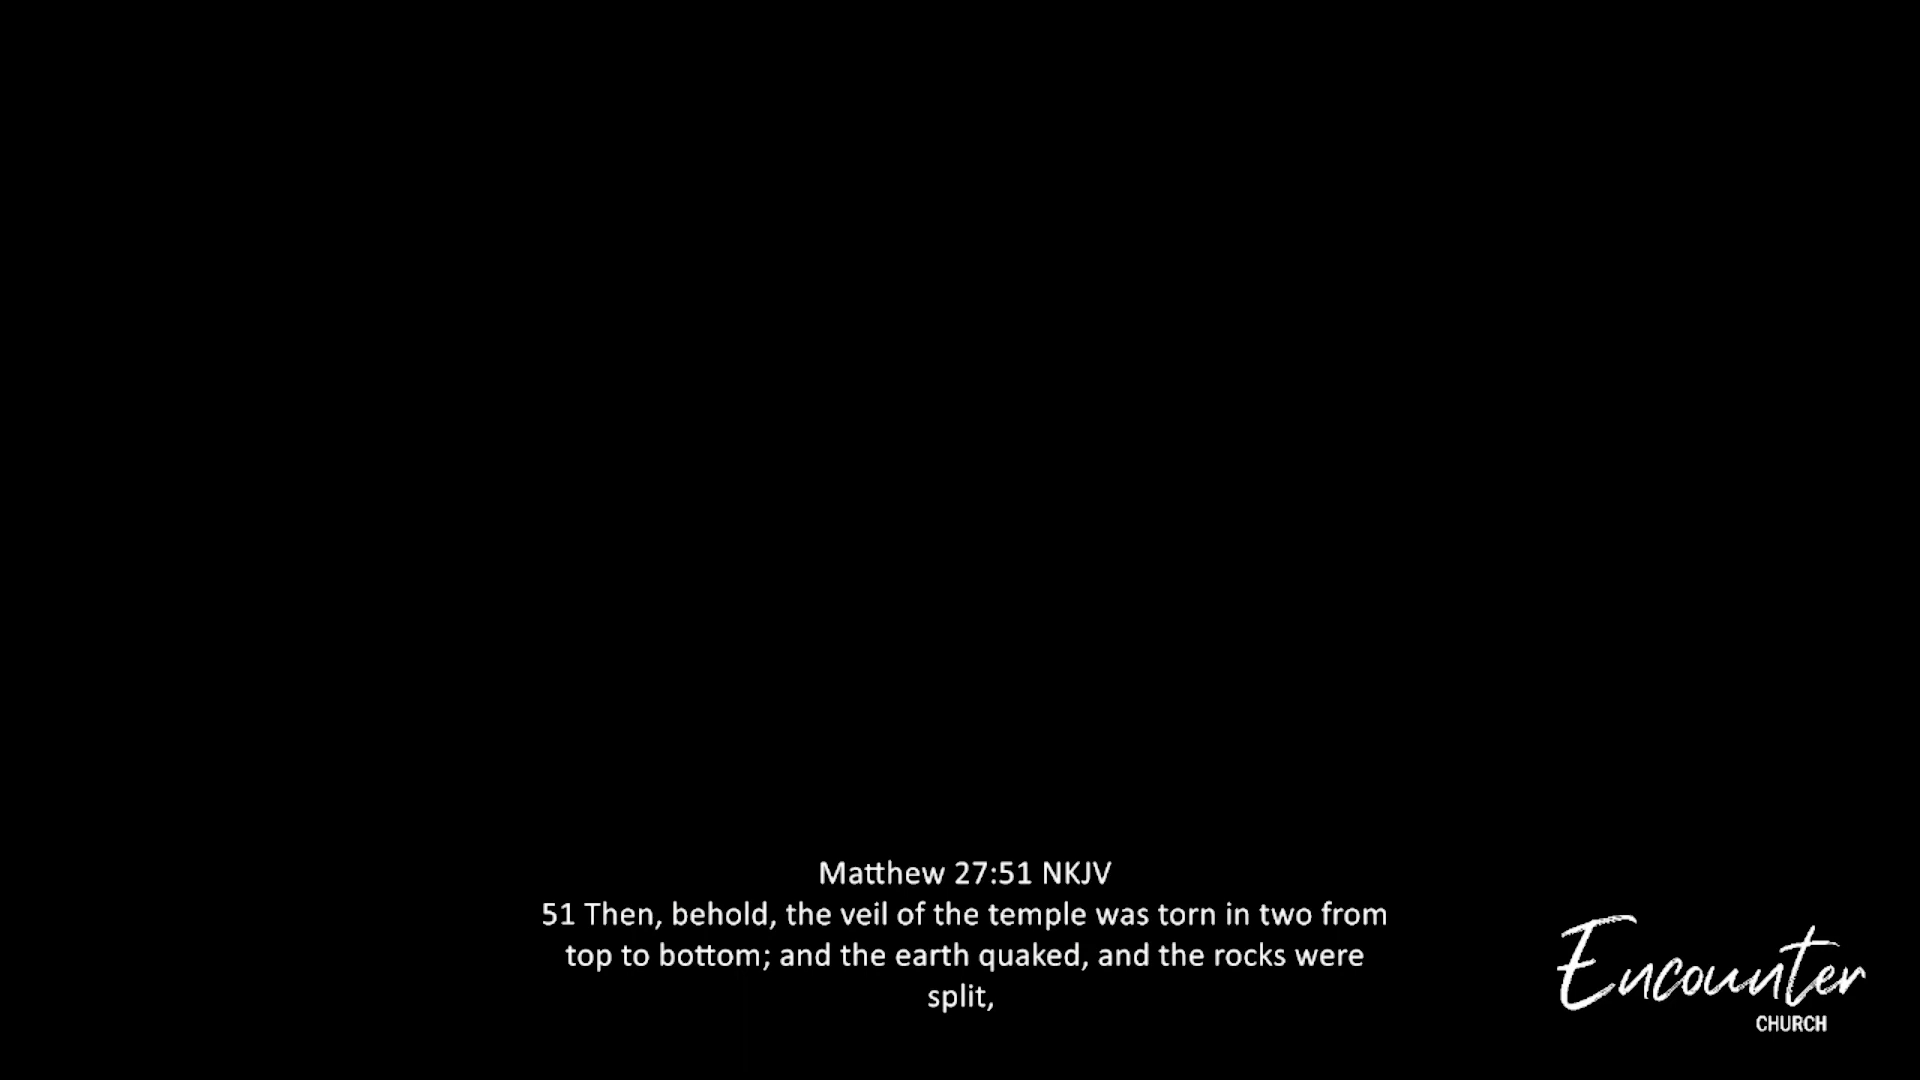 Matthew 27:51 NKJV
51 Then, behold, the veil of the temple was torn in two from
top to bottom; and the earth quaked, and the rocks were
split,
Encounter
CHURCH